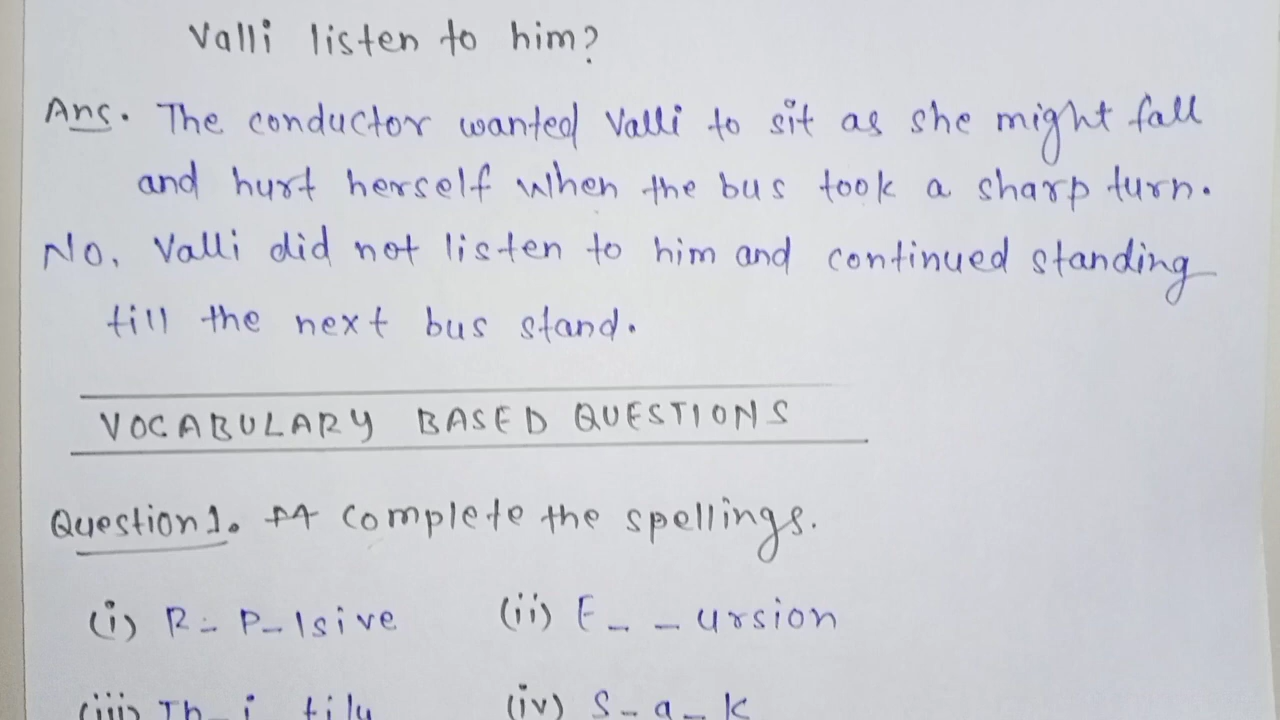 Valli listen to him?
Ans. The conductor wanted Valli to sit as she might fall
and hurt herself when the bus took a sharp turn.
No, Valli did not listen to him and continued standing
till the next bus stand.
VOCABULARY BASED QUESTIONS
Question 1. Complete the spellings.
(i) R_P_lsive (ii) E_ _ursion
(iii) Th_i_tily (iv) S_a_k